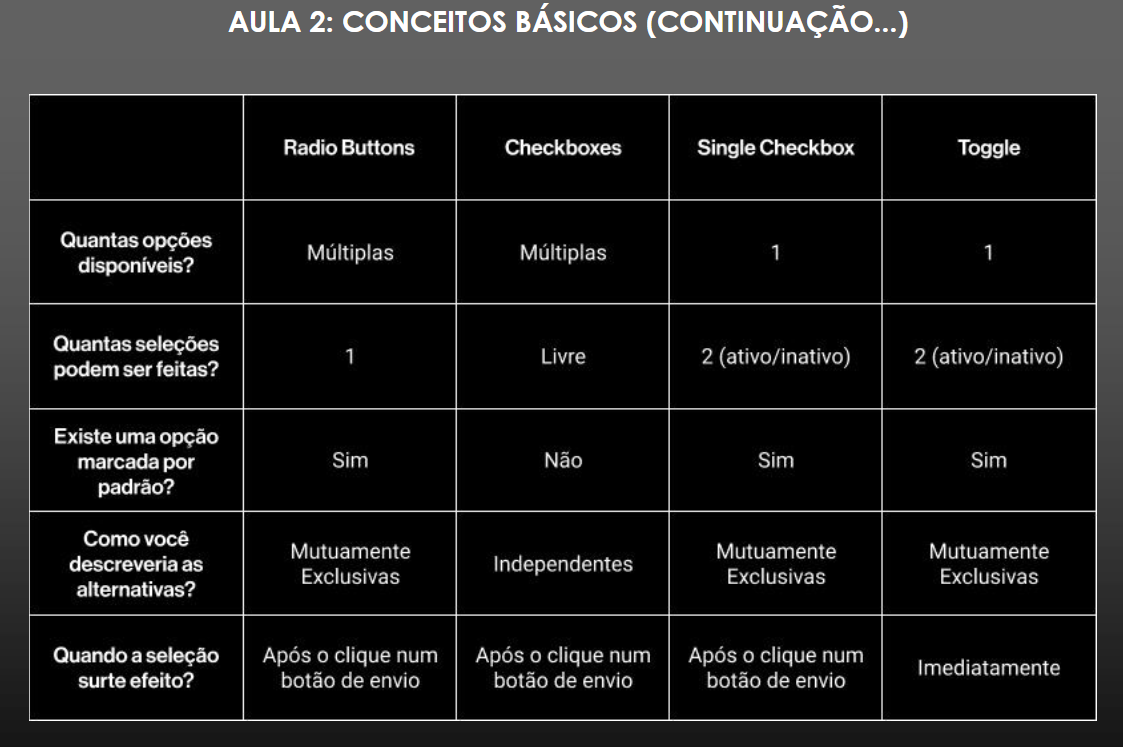 AULA 2: CONCEITOS BÁSICOS (CONTINUAÇÃO...)
Radio Buttons
Checkboxes
Single Checkbox
Toggle
Quantas opções
disponíveis?
Múltiplas
Múltiplas
1
1
Quantas seleções
podem ser feitas?
1
Livre
2 (ativo/inativo)
2 (ativo/inativo)
Existe uma opção
marcada por
padrão?
Sim
Não
Sim
Sim
Como você
descreveria as
alternativas?
Mutuamente
Exclusivas
Independentes
Mutuamente
Exclusivas
Mutuamente
Exclusivas
Quando a seleção
surte efeito?
Após o clique num
botão de envio
Após o clique num
botão de envio
Após o clique num
botão de envio
Imediatamente